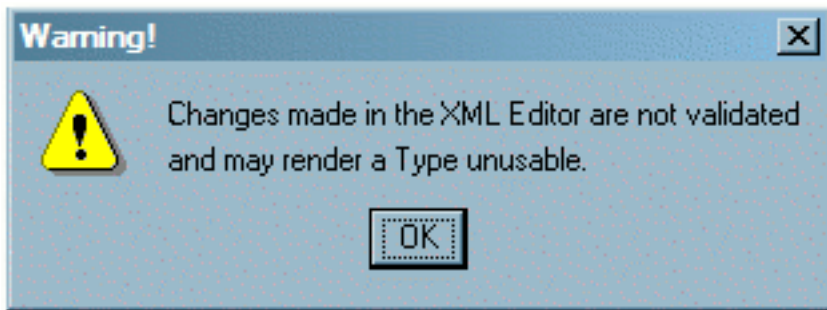 Warning!
Changes made in the XML Editor are not validated
and may render a Type unusable.
OK